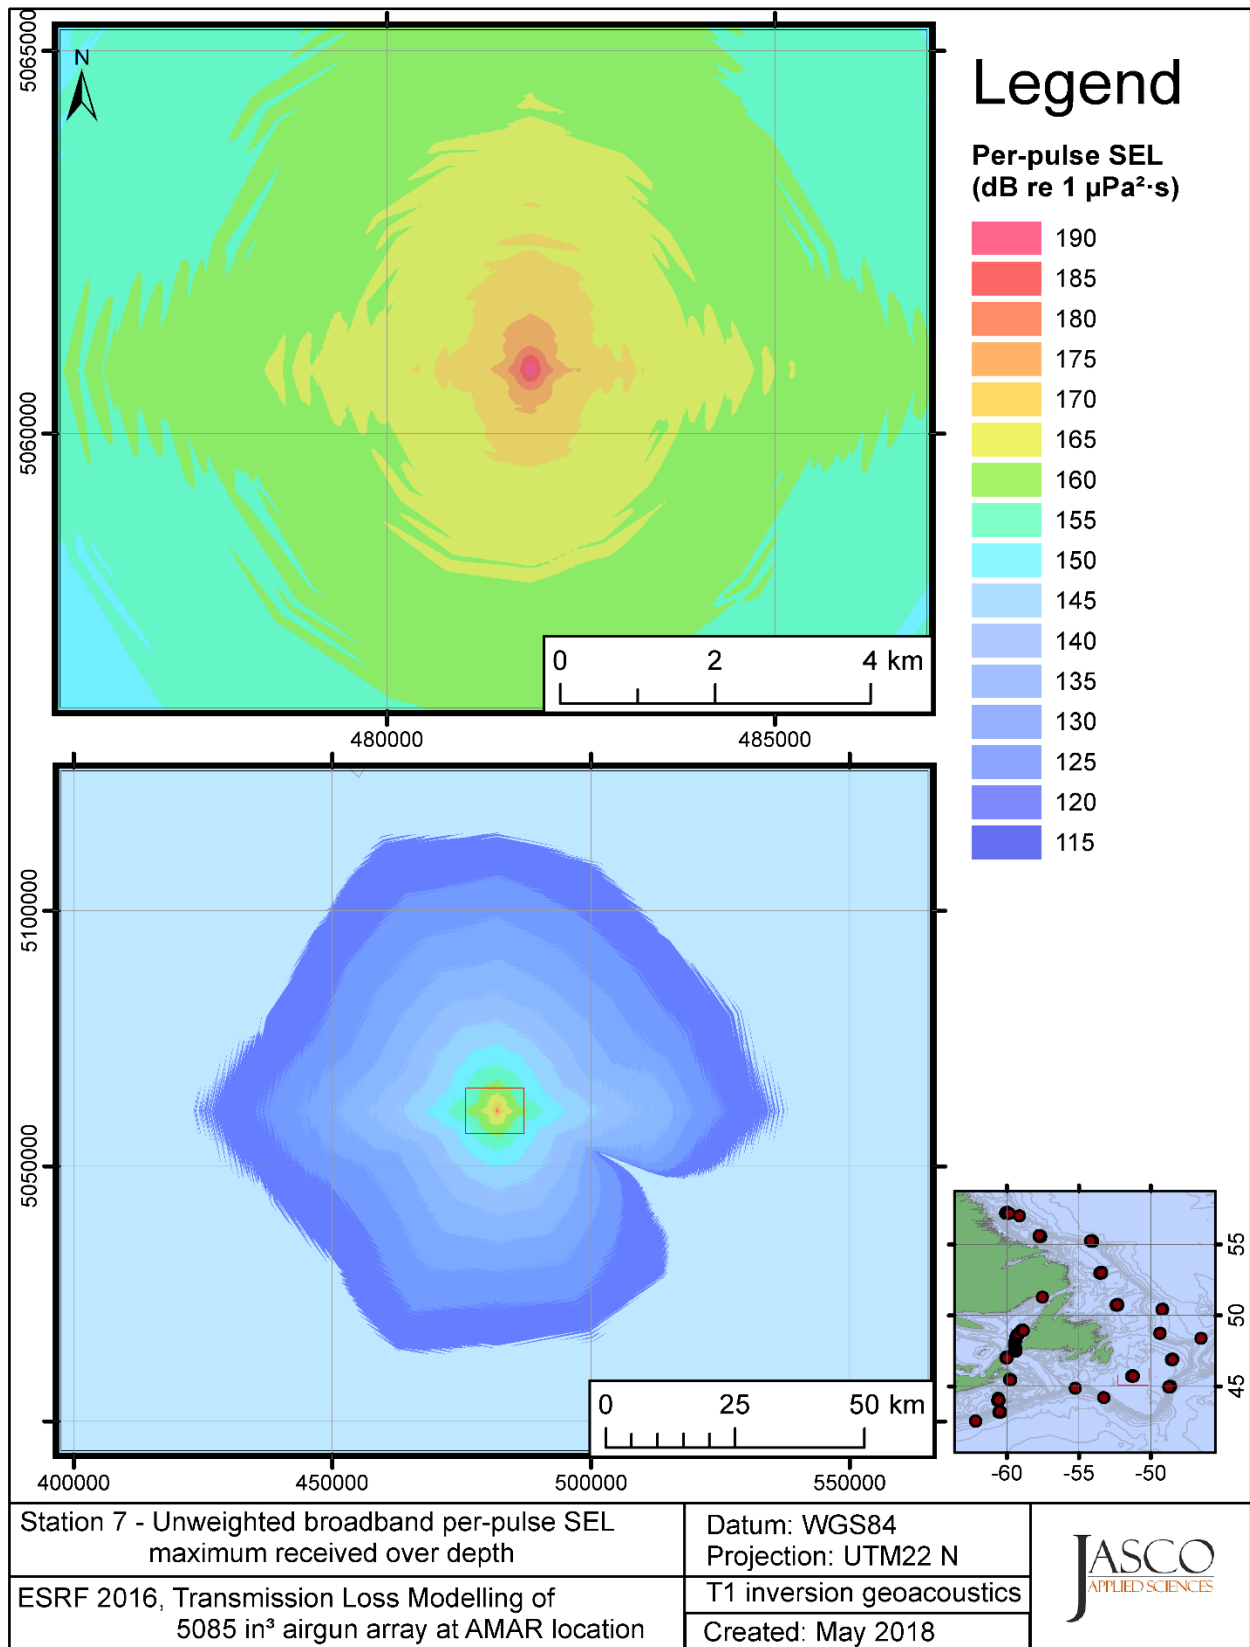 N
5065000
5060000
0 2 4 km
480000 485000
Legend
Per-pulse SEL
(dB re 1 µPa²·s)
190
185
180
175
170
165
160
155
150
145
140
135
130
125
120
115
5100000
5050000
0 25 50 km
400000 450000 500000 550000
55
50
45
-60 -55 -50
Station 7 - Unweighted broadband per-pulse SEL
maximum received over depth
ESRF 2016, Transmission Loss Modelling of
5085 in³ airgun array at AMAR location
Datum: WGS84
Projection: UTM22 N
T1 inversion geoacoustics
Created: May 2018
JASCO
APPLIED SCIENCES